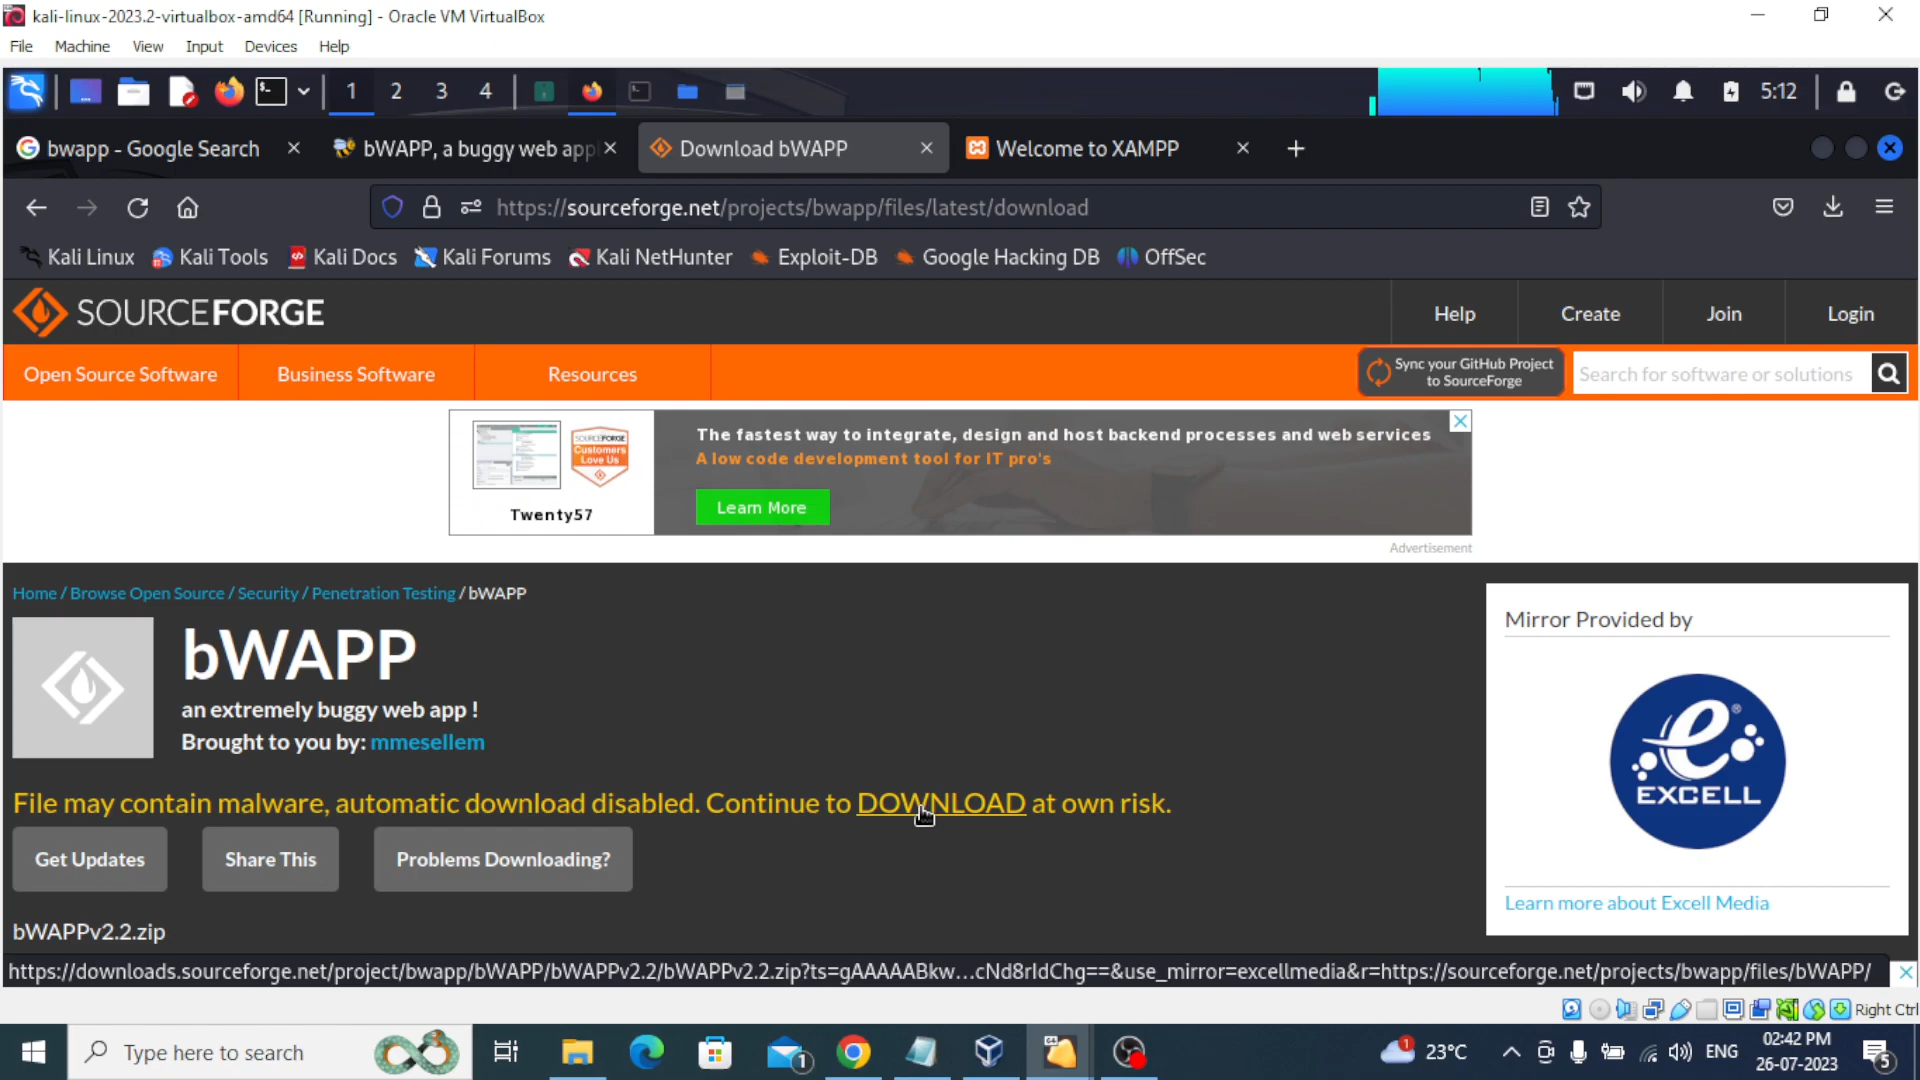 kali-linux-2023.2-virtualbox-amd64 [Running] - Oracle VM VirtualBox
File Machine View Input Devices Help
1 2 3 4 5:12
bwapp - Google Search bWAPP, a buggy web app Download bWAPP Welcome to XAMPP
https://sourceforge.net/projects/bwapp/files/latest/download
Kali Linux Kali Tools Kali Docs Kali Forums Kali NetHunter Exploit-DB Google Hacking DB OffSec
SOURCEFORGE
Help Create Join Login
Open Source Software Business Software Resources
Sync your GitHub Project
to SourceForge
Search for software or solutions
SOURCEFORGE
Customers
Love Us
Twenty57
The fastest way to integrate, design and host backend processes and web services
A low code development tool for IT pro's
Learn More
Advertisement
Home / Browse Open Source / Security / Penetration Testing / bWAPP
bWAPP
an extremely buggy web app !
Brought to you by: mmesellem
File may contain malware, automatic download disabled. Continue to DOWNLOAD at own risk.
Get Updates Share This Problems Downloading?
bWAPPv2.2.zip
Mirror Provided by
e
EXCELL
Learn more about Excell Media
https://downloads.sourceforge.net/project/bwapp/bWAPP/bWAPPv2.2/bWAPPv2.2.zip?ts=gAAAAABkw...cNd8rIdChg==&use_mirror=excellmedia&r=https://sourceforge.net/projects/bwapp/files/bWAPP/
Right Ctrl
Type here to search
1
64
1
23°C
ENG
02:42 PM
26-07-2023
5